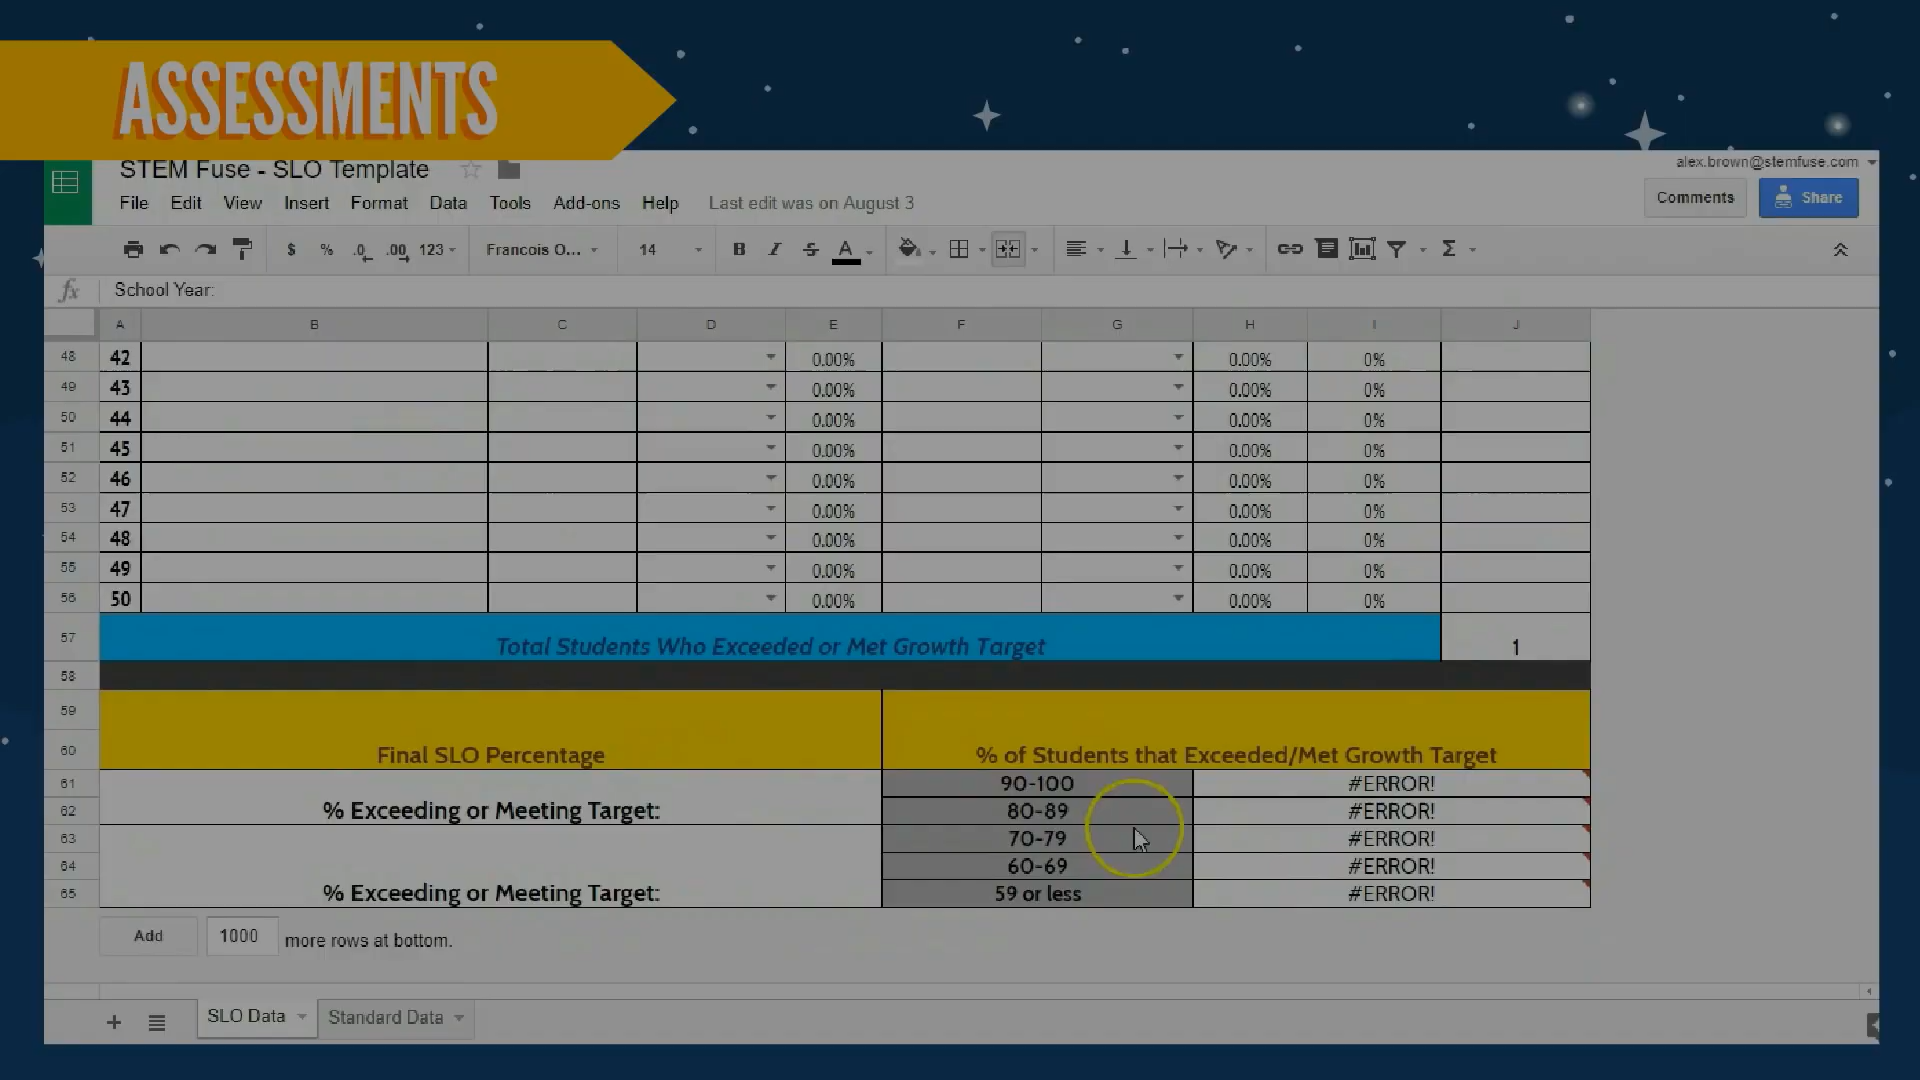 ASSESSMENTS
STEM Fuse - SLO Template
alex.brown@stemfuse.com
File Edit View Insert Format Data Tools Add-ons Help Last edit was on August 3
Comments Share
$ % .0 .00 123 Francois O... 14 B I S A Σ
fx School Year:
A B C D E F G H I J
48 42 0.00% 0.00% 0%
49 43 0.00% 0.00% 0%
50 44 0.00% 0.00% 0%
51 45 0.00% 0.00% 0%
52 46 0.00% 0.00% 0%
53 47 0.00% 0.00% 0%
54 48 0.00% 0.00% 0%
55 49 0.00% 0.00% 0%
56 50 0.00% 0.00% 0%
57 Total Students Who Exceeded or Met Growth Target 1
58
59
60 Final SLO Percentage % of Students that Exceeded/Met Growth Target
61 90-100 #ERROR!
62 % Exceeding or Meeting Target: 80-89 #ERROR!
63 70-79 #ERROR!
64 60-69 #ERROR!
65 % Exceeding or Meeting Target: 59 or less #ERROR!
Add 1000 more rows at bottom.
+ SLO Data Standard Data